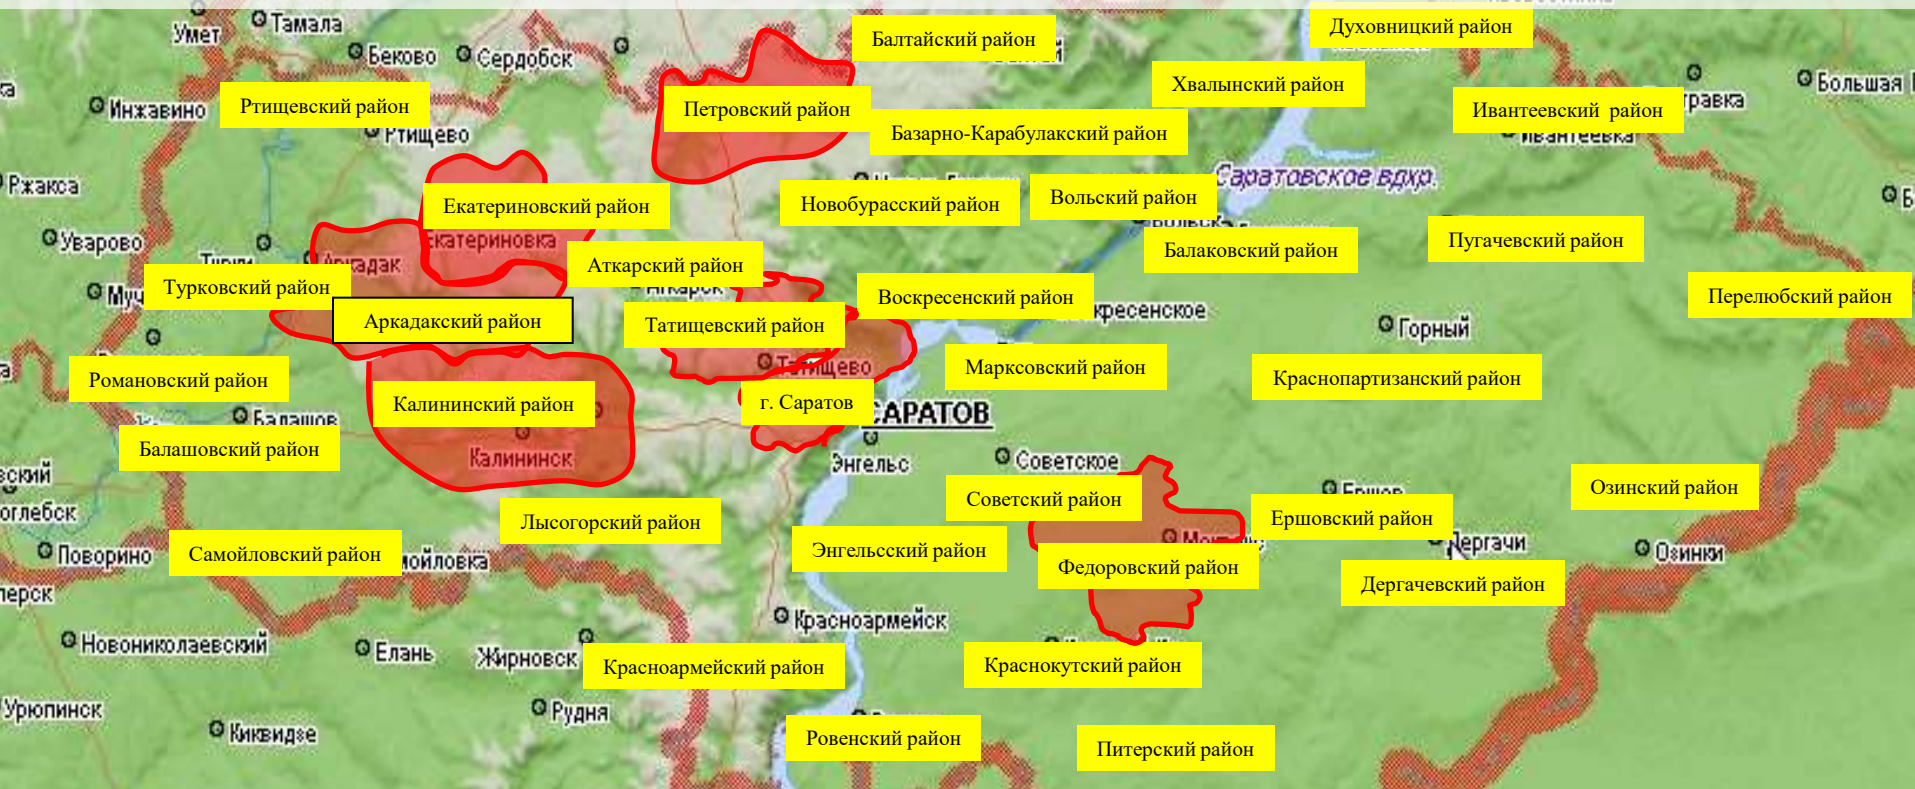 Умет
Тамала
Балтайский район
Духовницкий район
Беково
Сердобск
Хвалынский район
Большая
Инжавино
Ртищевский район
Петровский район
Ивантеевский район
Ртищево
Базарно-Карабулакский район
Ивантеевка
Ржакса
Екатериновский район
Новобурасский район
Вольский район
Саратовское вдхр.
Уварово
Екатериновка
Балаковский район
Пугачевский район
Аркадак
Аткарский район
Турковский район
Воскресенский район
Перелюбский район
Аркадакский район
Татищевский район
Горный
Романовский район
Татищево
Марксовский район
Краснопартизанский район
Калининский район
г. Саратов
САРАТОВ
Балашов
Балашовский район
Калининск
Энгельс
Советское
Советский район
Озинский район
Лысогорский район
Ершов
Ершовский район
Поворино
Самойловский район
Энгельсский район
Федоровский район
Дергачи
Озинки
Дергачевский район
Новониколаевский
Елань
Жирновск
Красноармейск
Красноармейский район
Краснокутский район
Урюпинск
Киквидзе
Рудня
Ровенский район
Питерский район